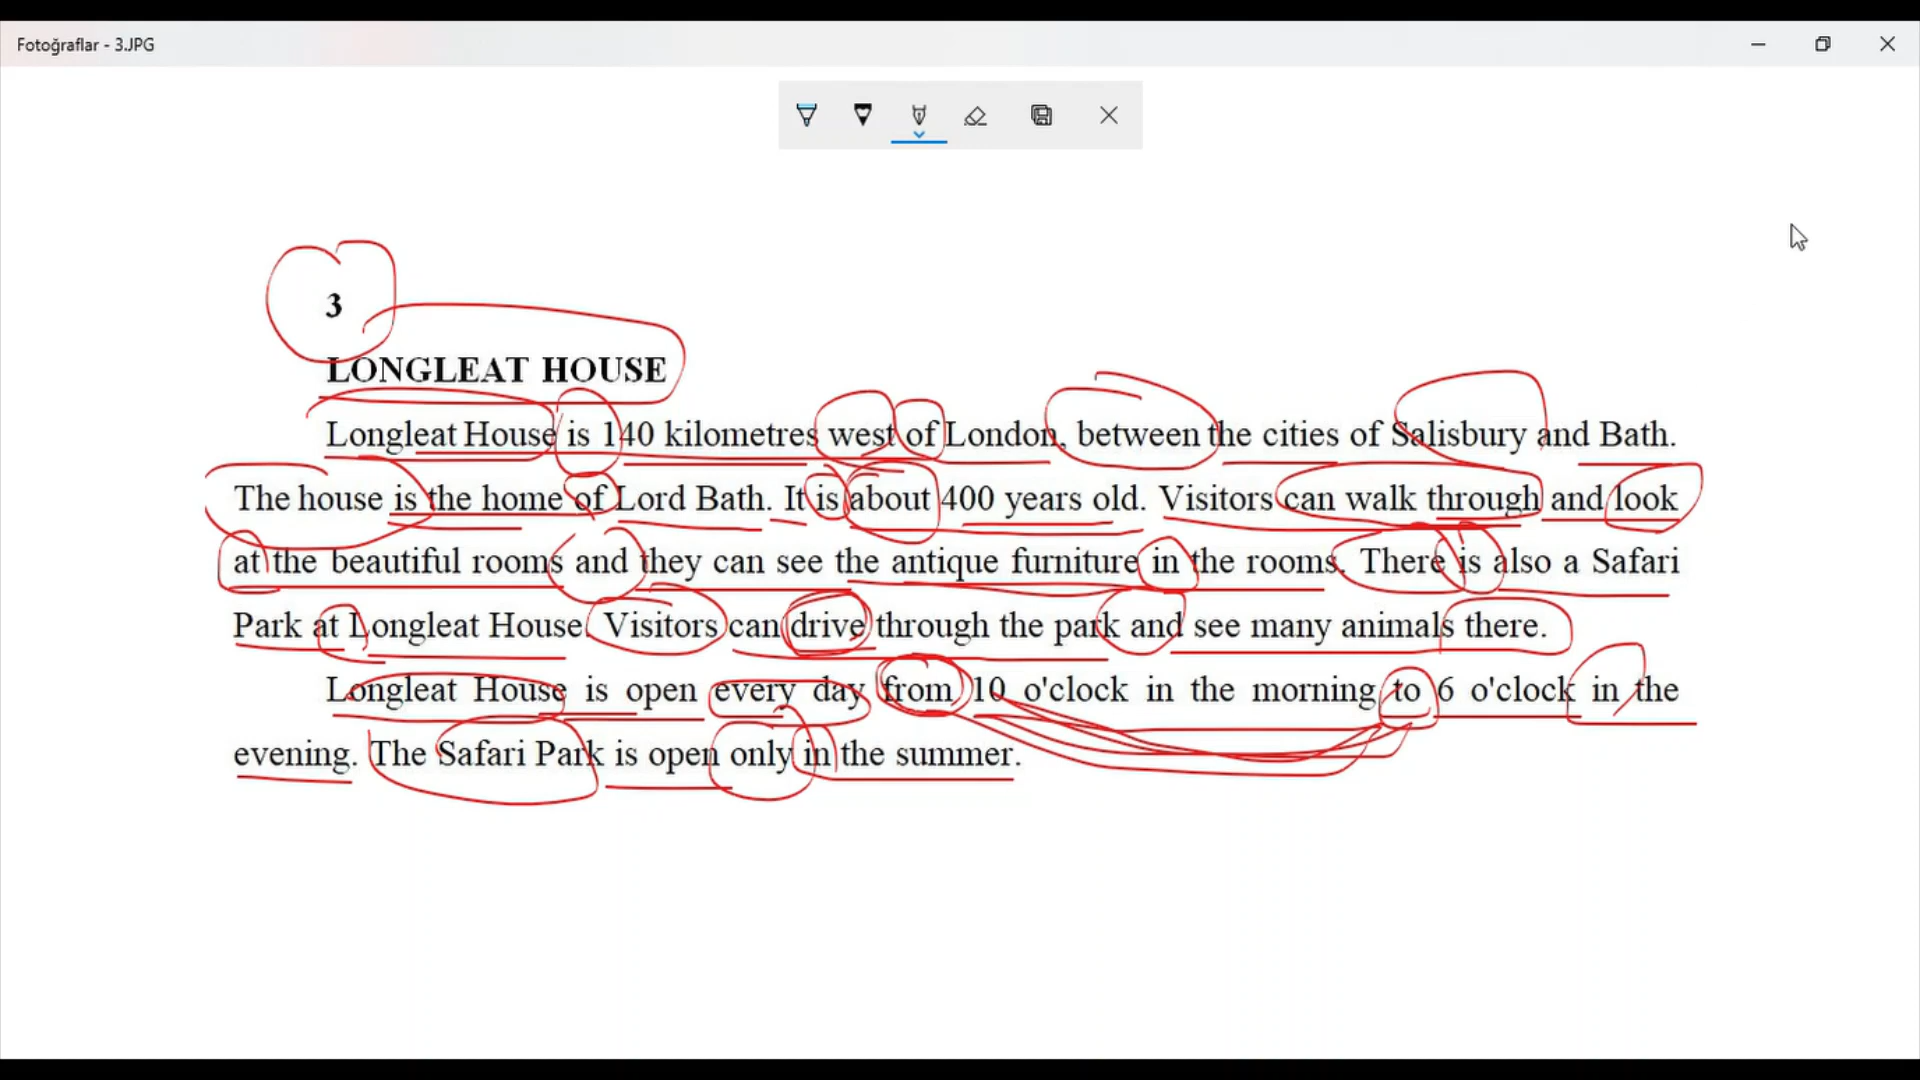 Fotoğraflar - 3.JPG
3
LONGLEAT HOUSE
Longleat House is 140 kilometres west of London, between the cities of Salisbury and Bath.
The house is the home of Lord Bath. It is about 400 years old. Visitors can walk through and look
at the beautiful rooms and they can see the antique furniture in the rooms. There is also a Safari
Park at Longleat House. Visitors can drive through the park and see many animals there.
Longleat House is open every day from 10 o'clock in the morning to 6 o'clock in the
evening. The Safari Park is open only in the summer.